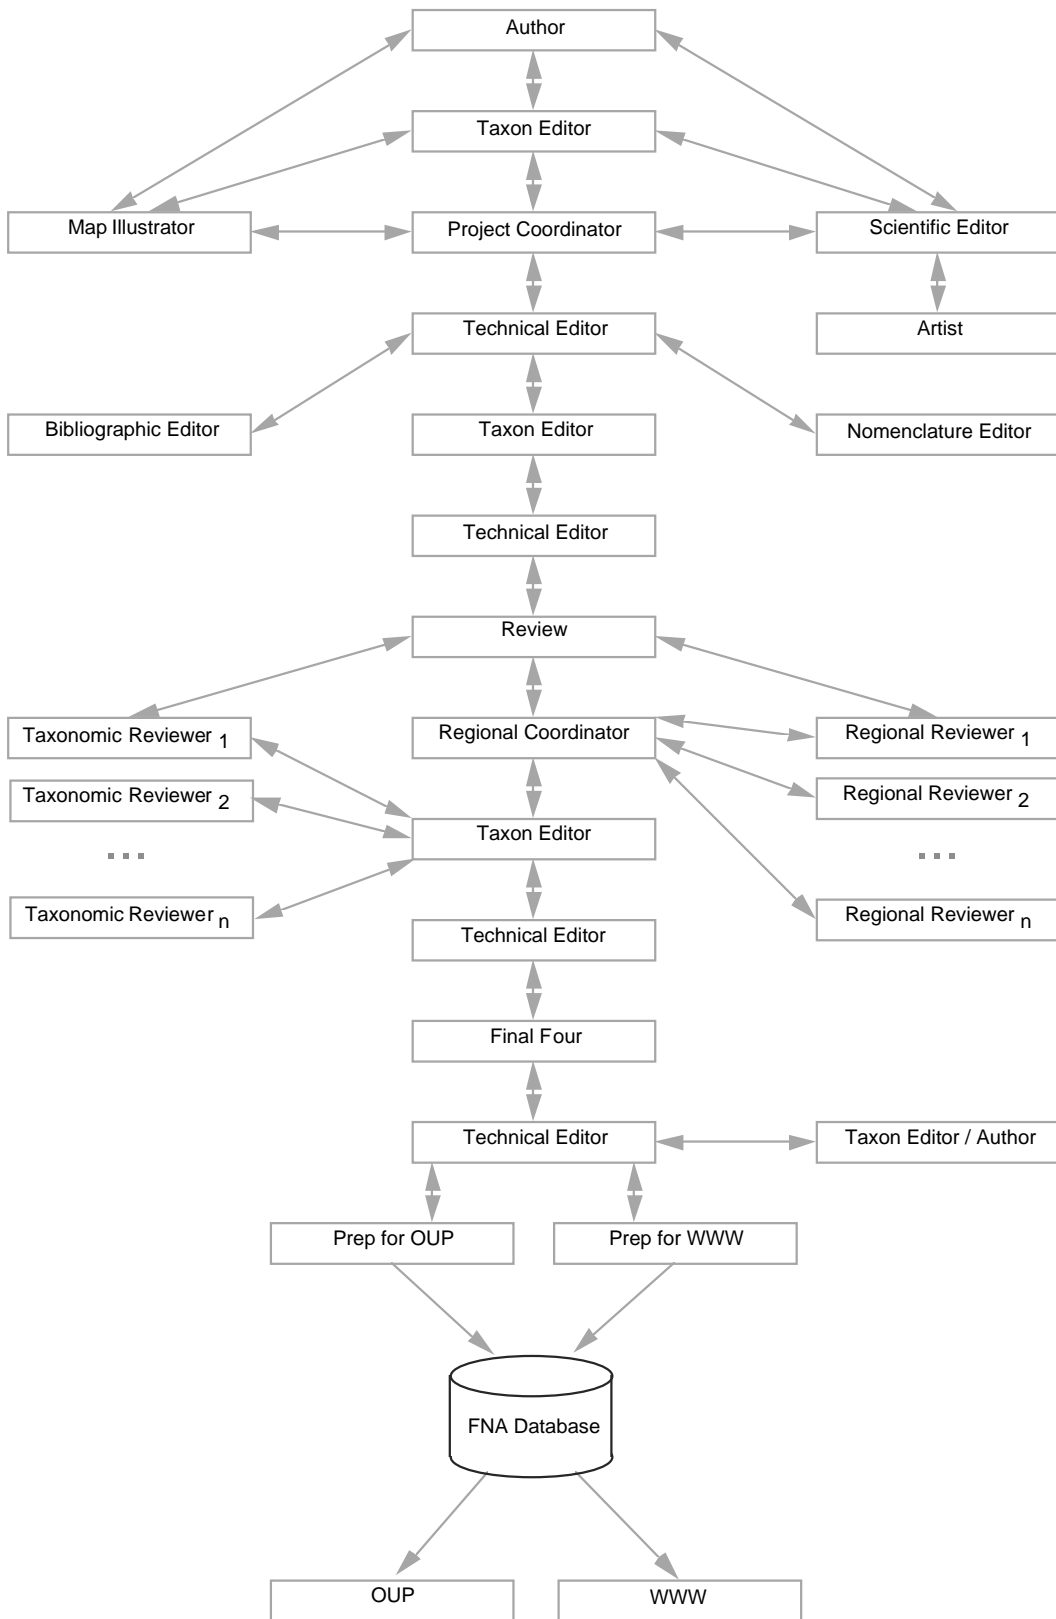 Author
Taxon Editor
Map Illustrator
Project Coordinator
Scientific Editor
Technical Editor
Artist
Bibliographic Editor
Taxon Editor
Nomenclature Editor
Technical Editor
Review
Taxonomic Reviewer 1
Regional Coordinator
Regional Reviewer 1
Taxonomic Reviewer 2
Regional Reviewer 2
Taxon Editor
...
...
Taxonomic Reviewer n
Regional Reviewer n
Technical Editor
Final Four
Technical Editor
Taxon Editor / Author
Prep for OUP
Prep for WWW
FNA Database
OUP
WWW